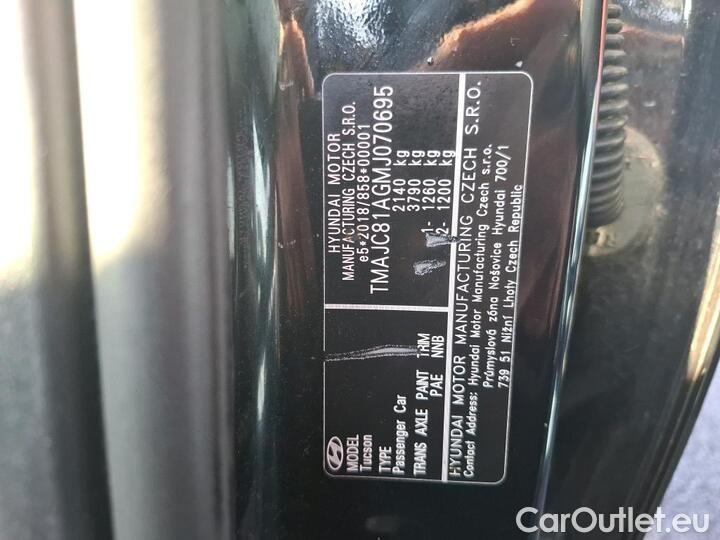 HYUNDAI MOTOR
MANUFACTURING CZECH S.R.O.
e5*2018/858*00001
TMAJC81AGMJ070695
2140 kg
3790 kg
1- 1260 kg
2- 1200 kg
MODEL
Tucson
TYPE
Passenger Car
TRANS AXLE PAINT TRIM
PAE NNB
HYUNDAI MOTOR MANUFACTURING CZECH S.R.O.
Contact Address: Hyundai Motor Manufacturing Czech s.r.o.
Průmyslová zóna Nošovice Hyundai 700/1
739 51 Nižní Lhoty Czech Republic
CarOutlet.eu